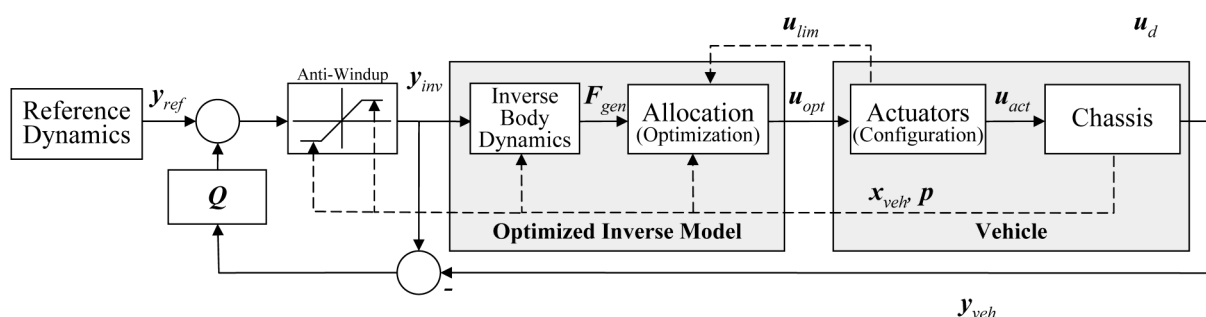 u_lim
u_d
Anti-Windup
y_inv
Reference
Dynamics
y_ref
Inverse
Body
Dynamics
F_gen
Allocation
(Optimization)
u_opt
Actuators
(Configuration)
u_act
Chassis
Q
x_veh, p
Optimized Inverse Model
Vehicle
-
y_veh